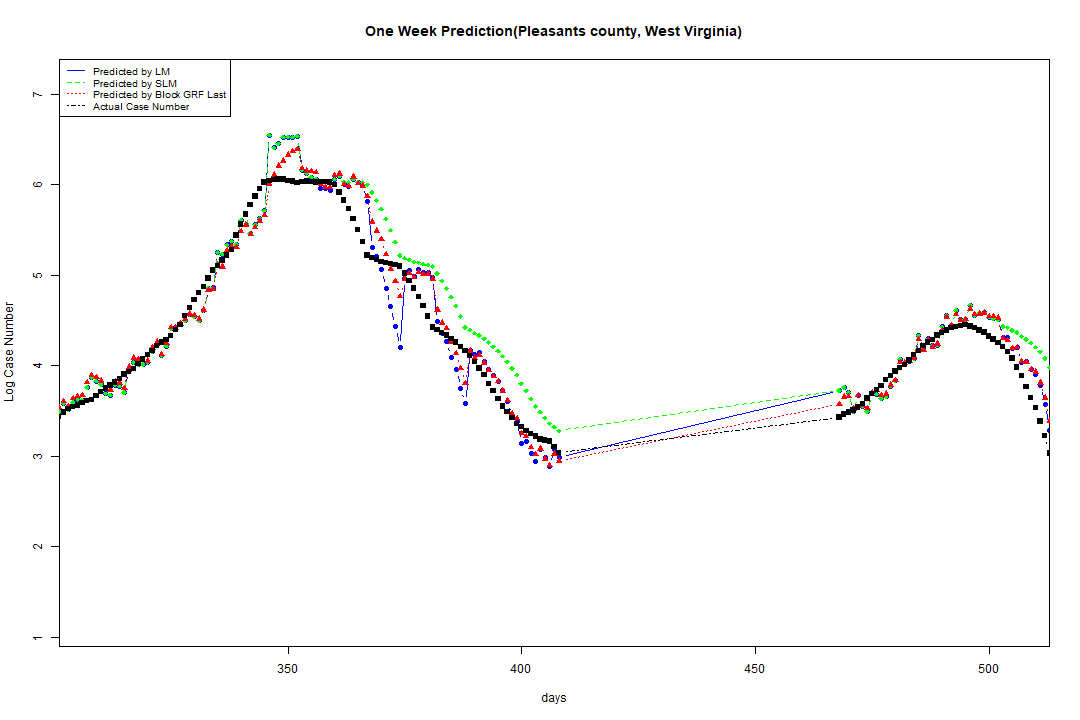 One Week Prediction(Pleasants county, West Virginia)
Predicted by LM
Predicted by SLM
Predicted by Block GRF Last
Actual Case Number
7
6
5
4
3
2
1
Log Case Number
350 400 450 500
days